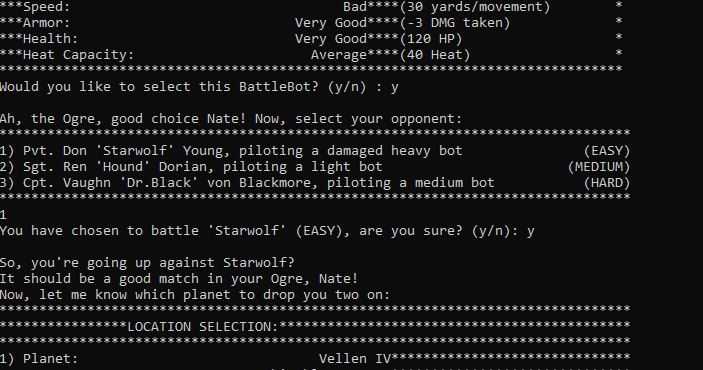 ***Speed:                                  Bad****(30 yards/movement)        *
***Armor:                            Very Good****(-3 DMG taken)             *
***Health:                           Very Good****(120 HP)                   *
***Heat Capacity:                      Average****(40 Heat)                  *
******************************************************************************
Would you like to select this BattleBot? (y/n) : y
Ah, the Ogre, good choice Nate! Now, select your opponent:
*******************************************************************************
1) Pvt. Don 'Starwolf' Young, piloting a damaged heavy bot               (EASY)
2) Sgt. Ren 'Hound' Dorian, piloting a light bot                       (MEDIUM)
3) Cpt. Vaughn 'Dr.Black' von Blackmore, piloting a medium bot           (HARD)
*******************************************************************************
1
You have chosen to battle 'Starwolf' (EASY), are you sure? (y/n): y
So, you're going up against Starwolf?
It should be a good match in your Ogre, Nate!
Now, let me know which planet to drop you two on:
*******************************************************************************
****************LOCATION SELECTION:********************************************
*******************************************************************************
1) Planet:                              Vellen IV******************************